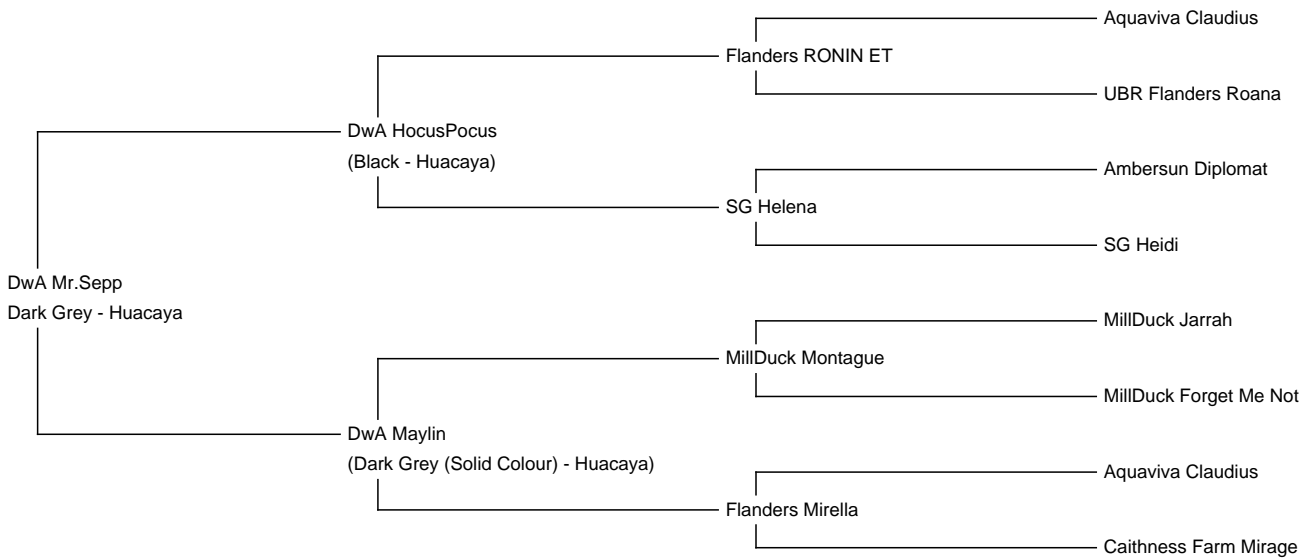 Aquaviva Claudius
Flanders RONIN ET
UBR Flanders Roana
DwA HocusPocus
(Black - Huacaya)
Ambersun Diplomat
SG Helena
SG Heidi
DwA Mr.Sepp
Dark Grey - Huacaya
MillDuck Jarrah
MillDuck Montague
MillDuck Forget Me Not
DwA Maylin
(Dark Grey (Solid Colour) - Huacaya)
Aquaviva Claudius
Flanders Mirella
Caithness Farm Mirage